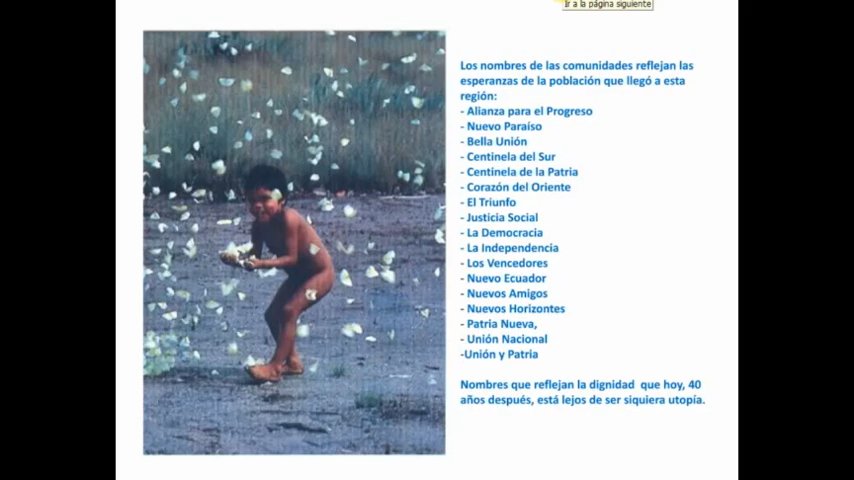 Ir a la página siguiente
Los nombres de las comunidades reflejan las
esperanzas de la población que llegó a esta
región:
- Alianza para el Progreso
- Nuevo Paraíso
- Bella Unión
- Centinela del Sur
- Centinela de la Patria
- Corazón del Oriente
- El Triunfo
- Justicia Social
- La Democracia
- La Independencia
- Los Vencedores
- Nuevo Ecuador
- Nuevos Amigos
- Nuevos Horizontes
- Patria Nueva,
- Unión Nacional
-Unión y Patria
Nombres que reflejan la dignidad que hoy, 40
años después, está lejos de ser siquiera utopía.